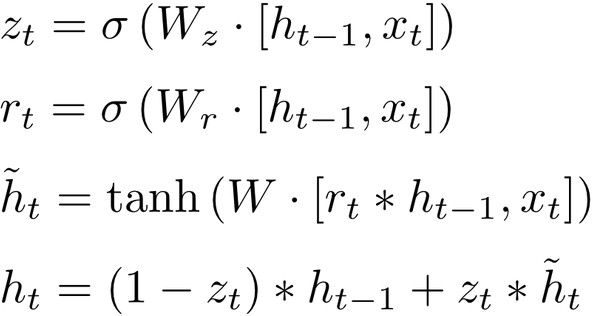 z_t = σ (W_z · [h_{t−1}, x_t])
r_t = σ (W_r · [h_{t−1}, x_t])
h̃_t = tanh (W · [r_t ∗ h_{t−1}, x_t])
h_t = (1 − z_t) ∗ h_{t−1} + z_t ∗ h̃_t